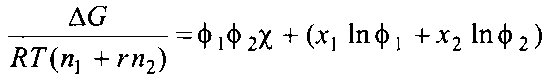 ΔG / RT(n₁ + rn₂) = ϕ₁ϕ₂χ + (x₁ ln ϕ₁ + x₂ ln ϕ₂)